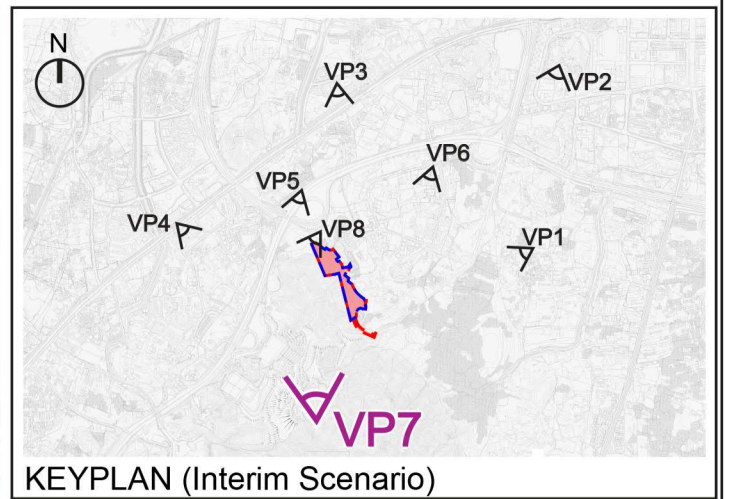 N
VP3
VP2
VP6
VP5
VP4
VP8
VP1
VP7
KEYPLAN (Interim Scenario)